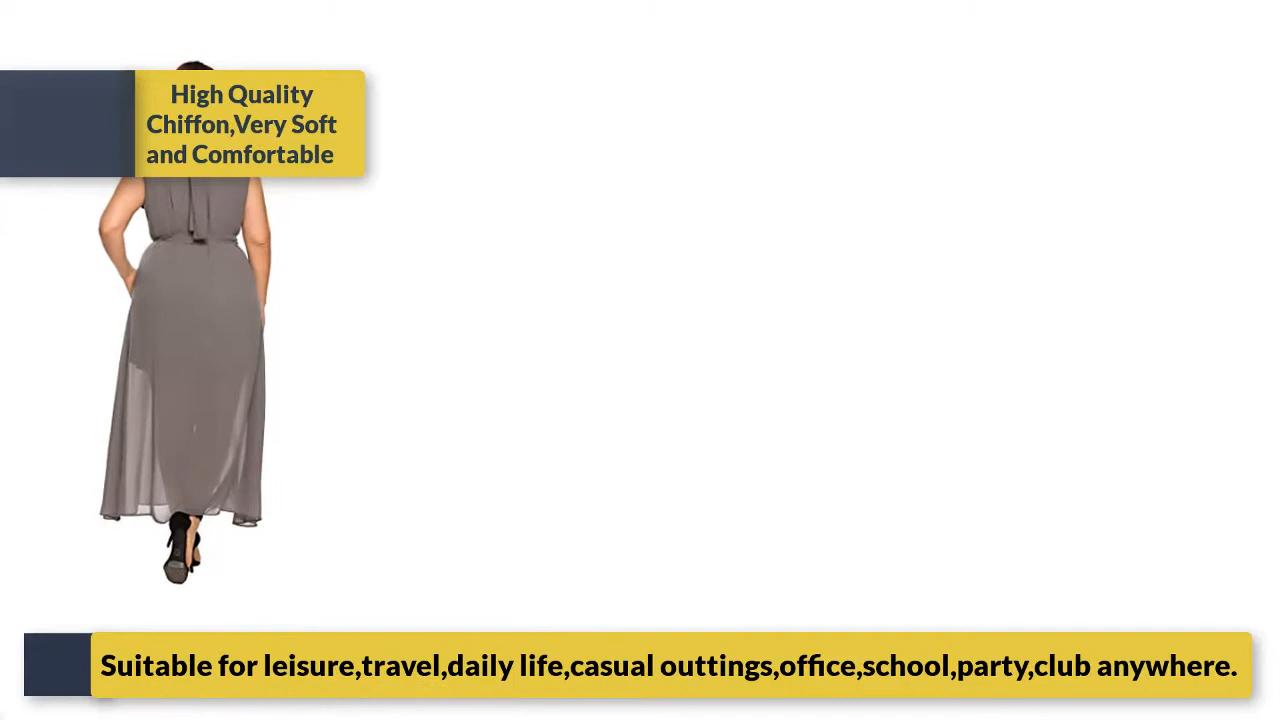 High Quality
Chiffon,Very Soft
and Comfortable
Suitable for leisure,travel,daily life,casual outtings,office,school,party,club anywhere.